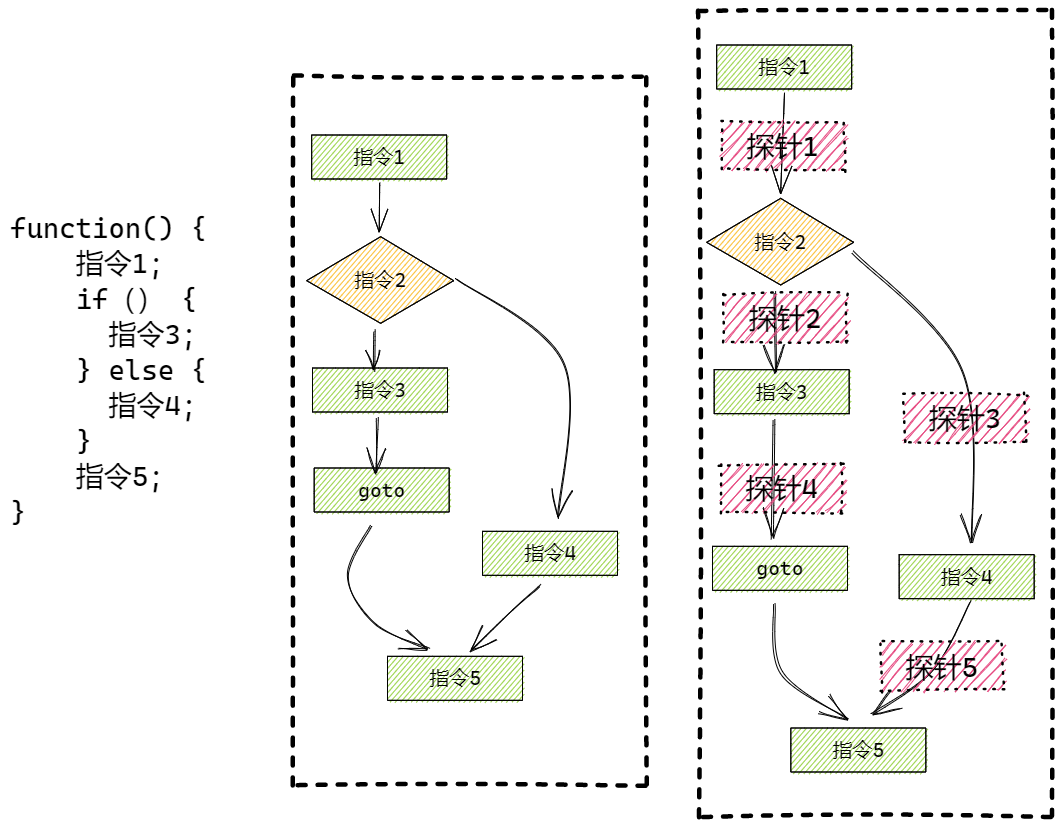 function() {
指令1;
if () {
指令3;
} else {
指令4;
}
指令5;
}
指令1
指令2
指令3
goto
指令4
指令5
指令1
探针1
指令2
探针2
指令3
探针3
探针4
goto
指令4
探针5
指令5